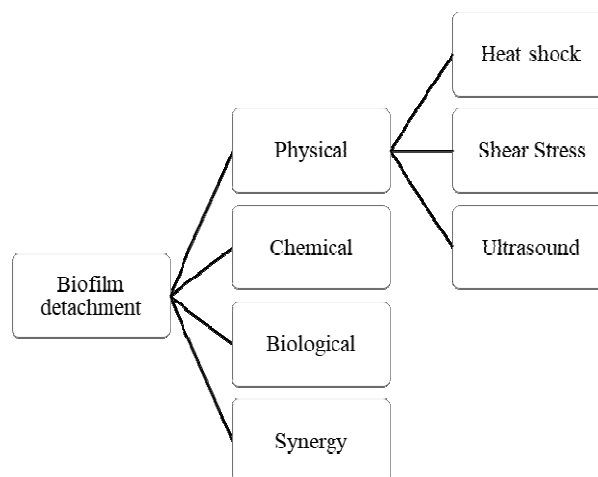 Heat shock
Physical
Shear Stress
Chemical
Ultrasound
Biofilm
detachment
Biological
Synergy